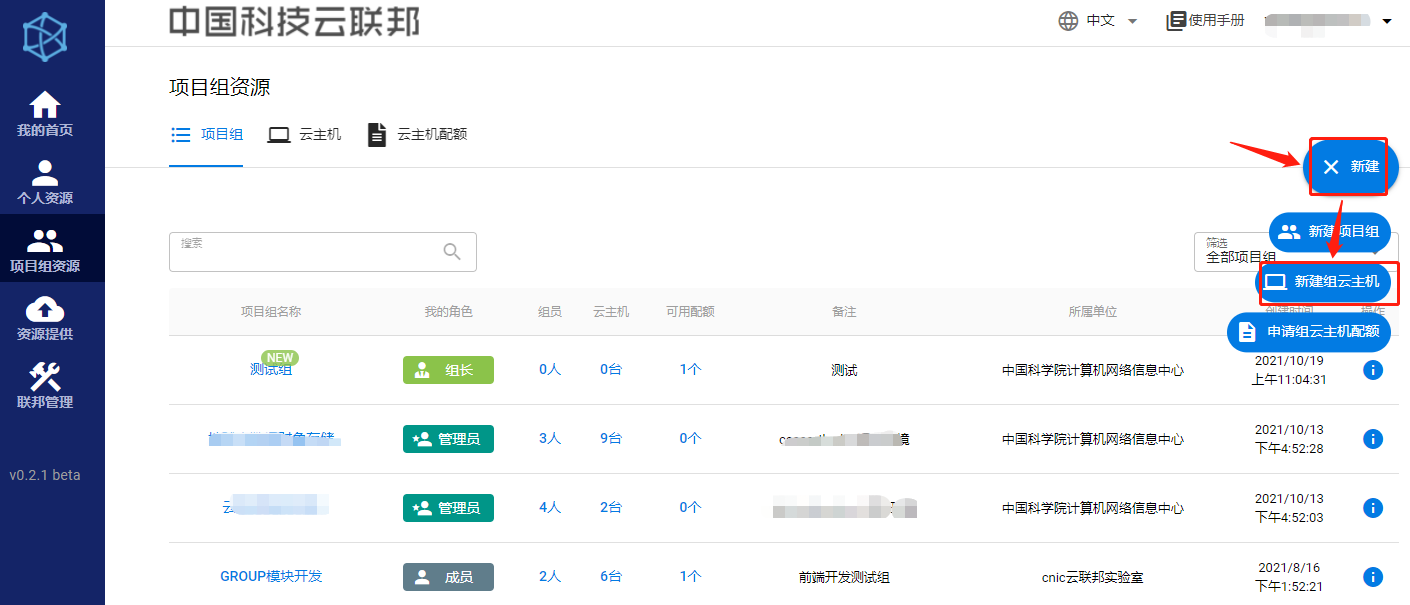 中国科技云联邦
中文
使用手册
我的首页
个人资源
项目组资源
资源提供
联邦管理
v0.2.1 beta
项目组资源
项目组
云主机
云主机配额
新建
新建项目组
新建组云主机
申请组云主机配额
搜索
筛选
全部项目组
项目组名称 我的角色 组员 云主机 可用配额 备注 所属单位 创建时间 操作
NEW
测试组 组长 0人 0台 1个 测试 中国科学院计算机网络信息中心 2021/10/19
上午11:04:31
管理员 3人 9台 0个 中国科学院计算机网络信息中心 2021/10/13
下午4:52:28
管理员 4人 2台 0个 中国科学院计算机网络信息中心 2021/10/13
下午4:52:03
GROUP模块开发 成员 2人 6台 1个 前端开发测试组 cnic云联邦实验室 2021/8/16
下午1:52:21